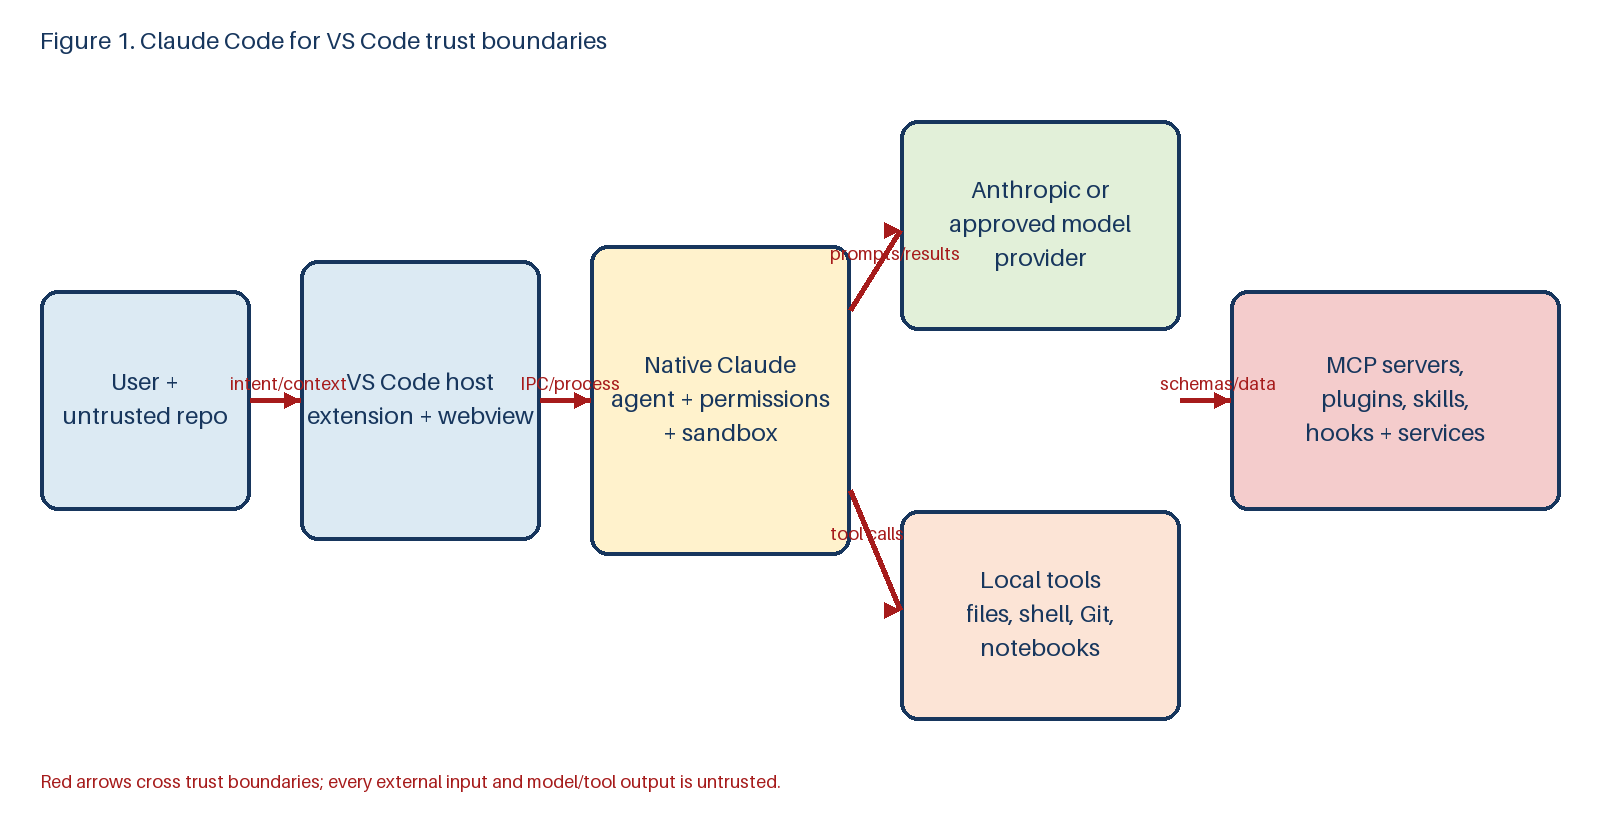 Figure 1. Claude Code for VS Code trust boundaries
User +
untrusted repo
intent/context
VS Code host
extension + webview
IPC/process
Native Claude
agent + permissions
+ sandbox
prompts/results
Anthropic or
approved model
provider
tool calls
Local tools
files, shell, Git,
notebooks
schemas/data
MCP servers,
plugins, skills,
hooks + services
Red arrows cross trust boundaries; every external input and model/tool output is untrusted.